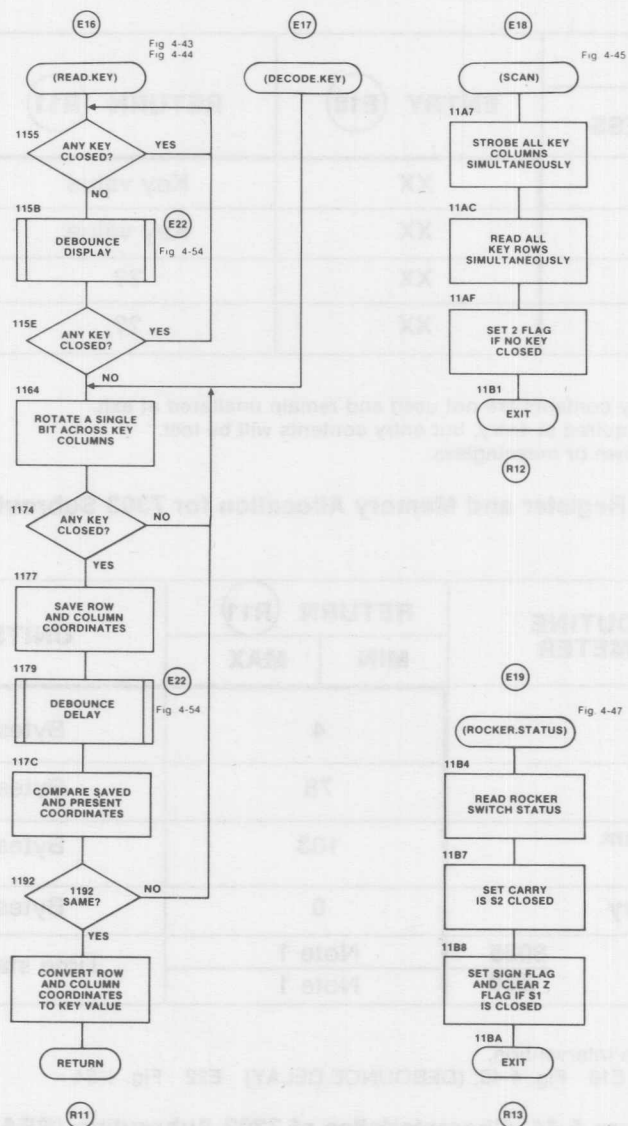 E16
Fig 4-43
Fig 4-44
(READ.KEY)
1155
ANY KEY
CLOSED?
YES
NO
115B
DEBOUNCE
DISPLAY
E22
Fig 4-54
115E
ANY KEY
CLOSED?
YES
NO
1164
ROTATE A SINGLE
BIT ACROSS KEY
COLUMNS
1174
ANY KEY
CLOSED?
NO
YES
1177
SAVE ROW
AND COLUMN
COORDINATES
1179
DEBOUNCE
DELAY
E22
Fig 4-54
117C
COMPARE SAVED
AND PRESENT
COORDINATES
1192
1192
SAME?
NO
YES
CONVERT ROW
AND COLUMN
COORDINATES
TO KEY VALUE
RETURN
R11
E17
(DECODE.KEY)
E18
Fig 4-45
(SCAN)
11A7
STROBE ALL KEY
COLUMNS
SIMULTANEOUSLY
11AC
READ ALL
KEY ROWS
SIMULTANEOUSLY
11AF
SET 2 FLAG
IF NO KEY
CLOSED
11B1
EXIT
R12
E19
Fig. 4-47
(ROCKER.STATUS)
11B4
READ ROCKER
SWITCH STATUS
11B7
SET CARRY
IS S2 CLOSED
11B8
SET SIGN FLAG
AND CLEAR Z
FLAG IF S1
IS CLOSED
11BA
EXIT
R13